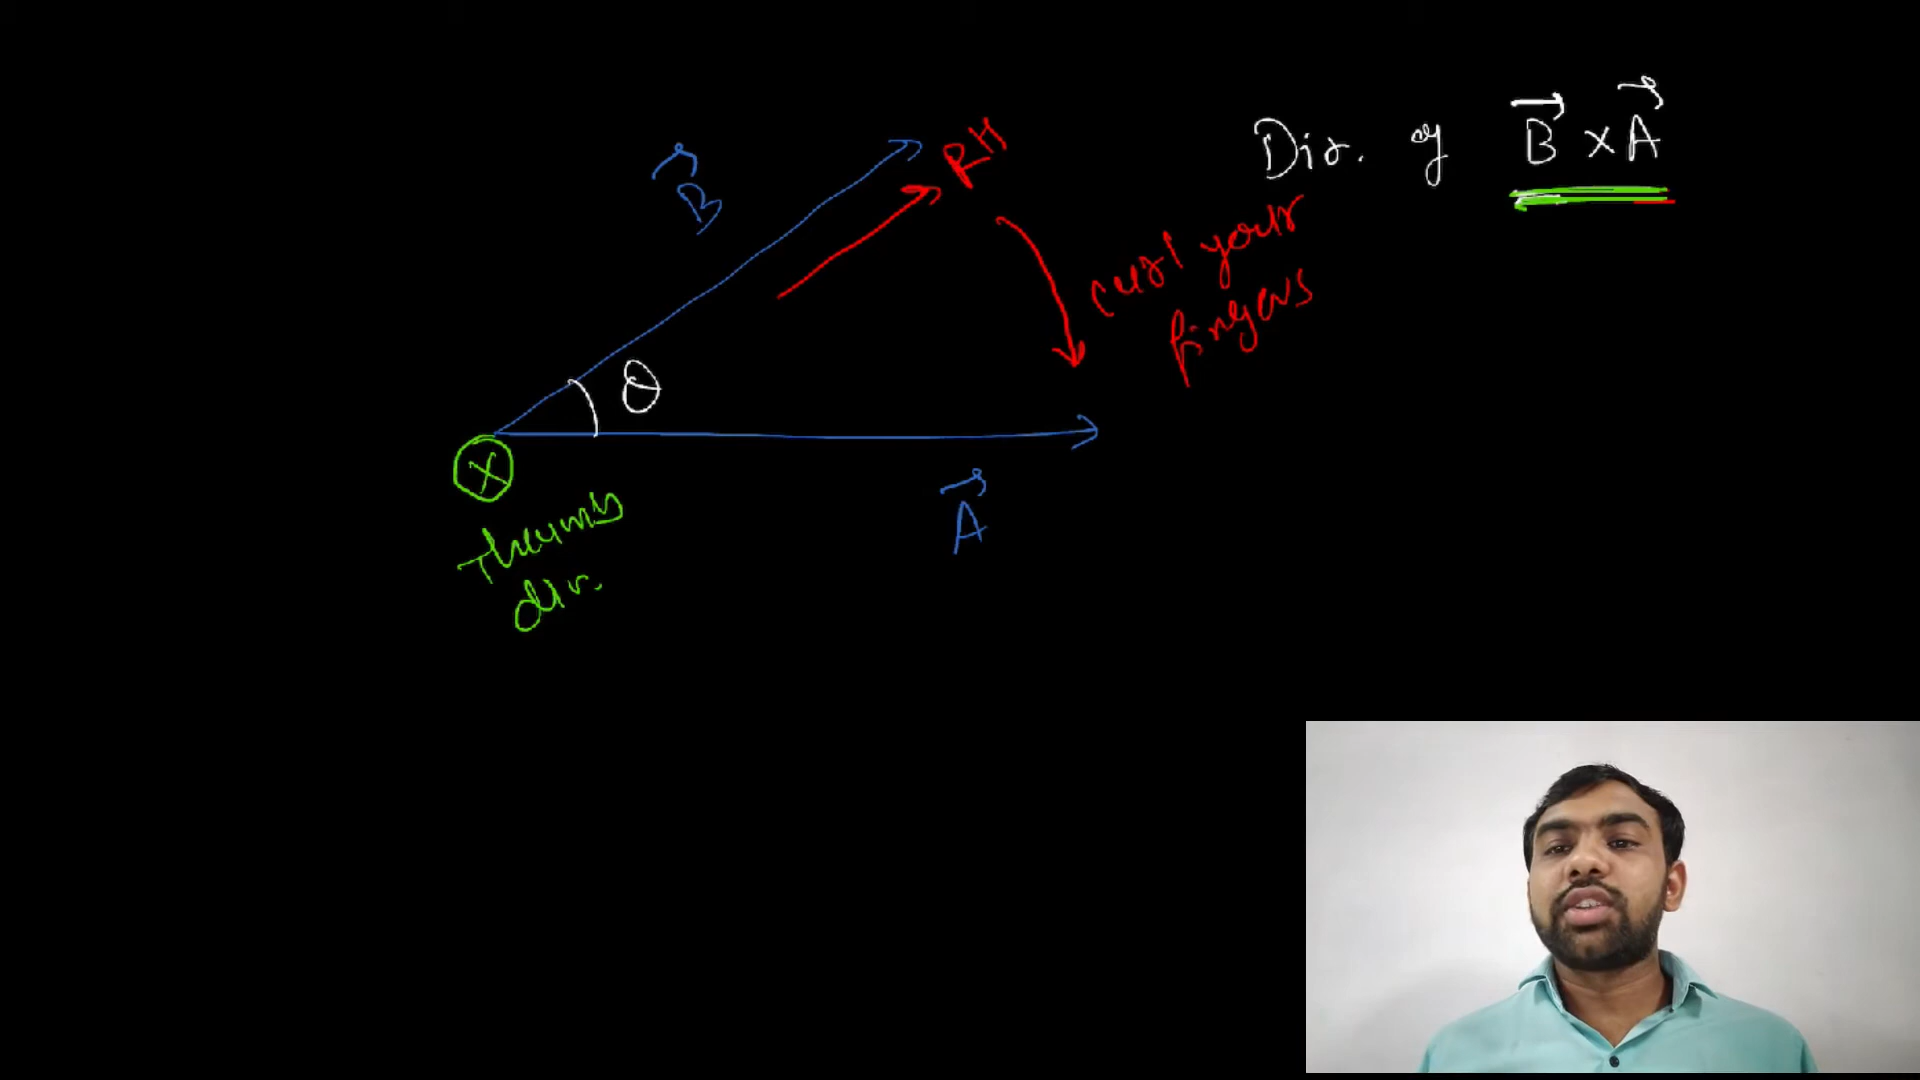 Dir. of B⃗ × A⃗
B⃗
RH
curl your
fingers
θ
X
A⃗
Thumb
dir.